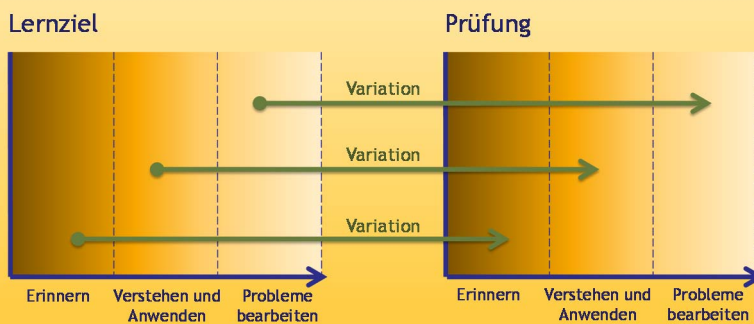 Lernziel
Prüfung
Variation
Variation
Variation
Erinnern
Verstehen und
Anwenden
Probleme
bearbeiten
Erinnern
Verstehen und
Anwenden
Probleme
bearbeiten